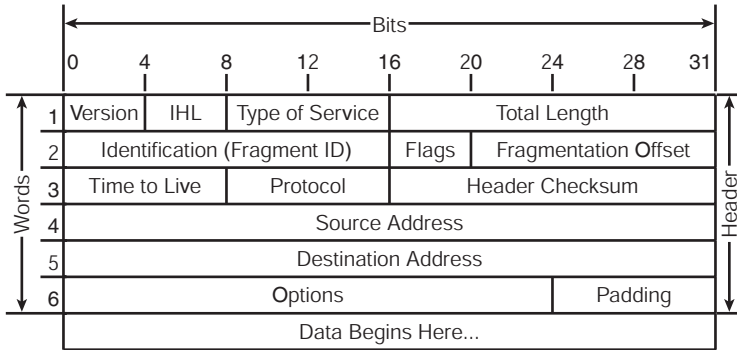 Bits
0 4 8 12 16 20 24 28 31
Words
Header
1 Version IHL Type of Service Total Length
2 Identification (Fragment ID) Flags Fragmentation Offset
3 Time to Live Protocol Header Checksum
4 Source Address
5 Destination Address
6 Options Padding
Data Begins Here...